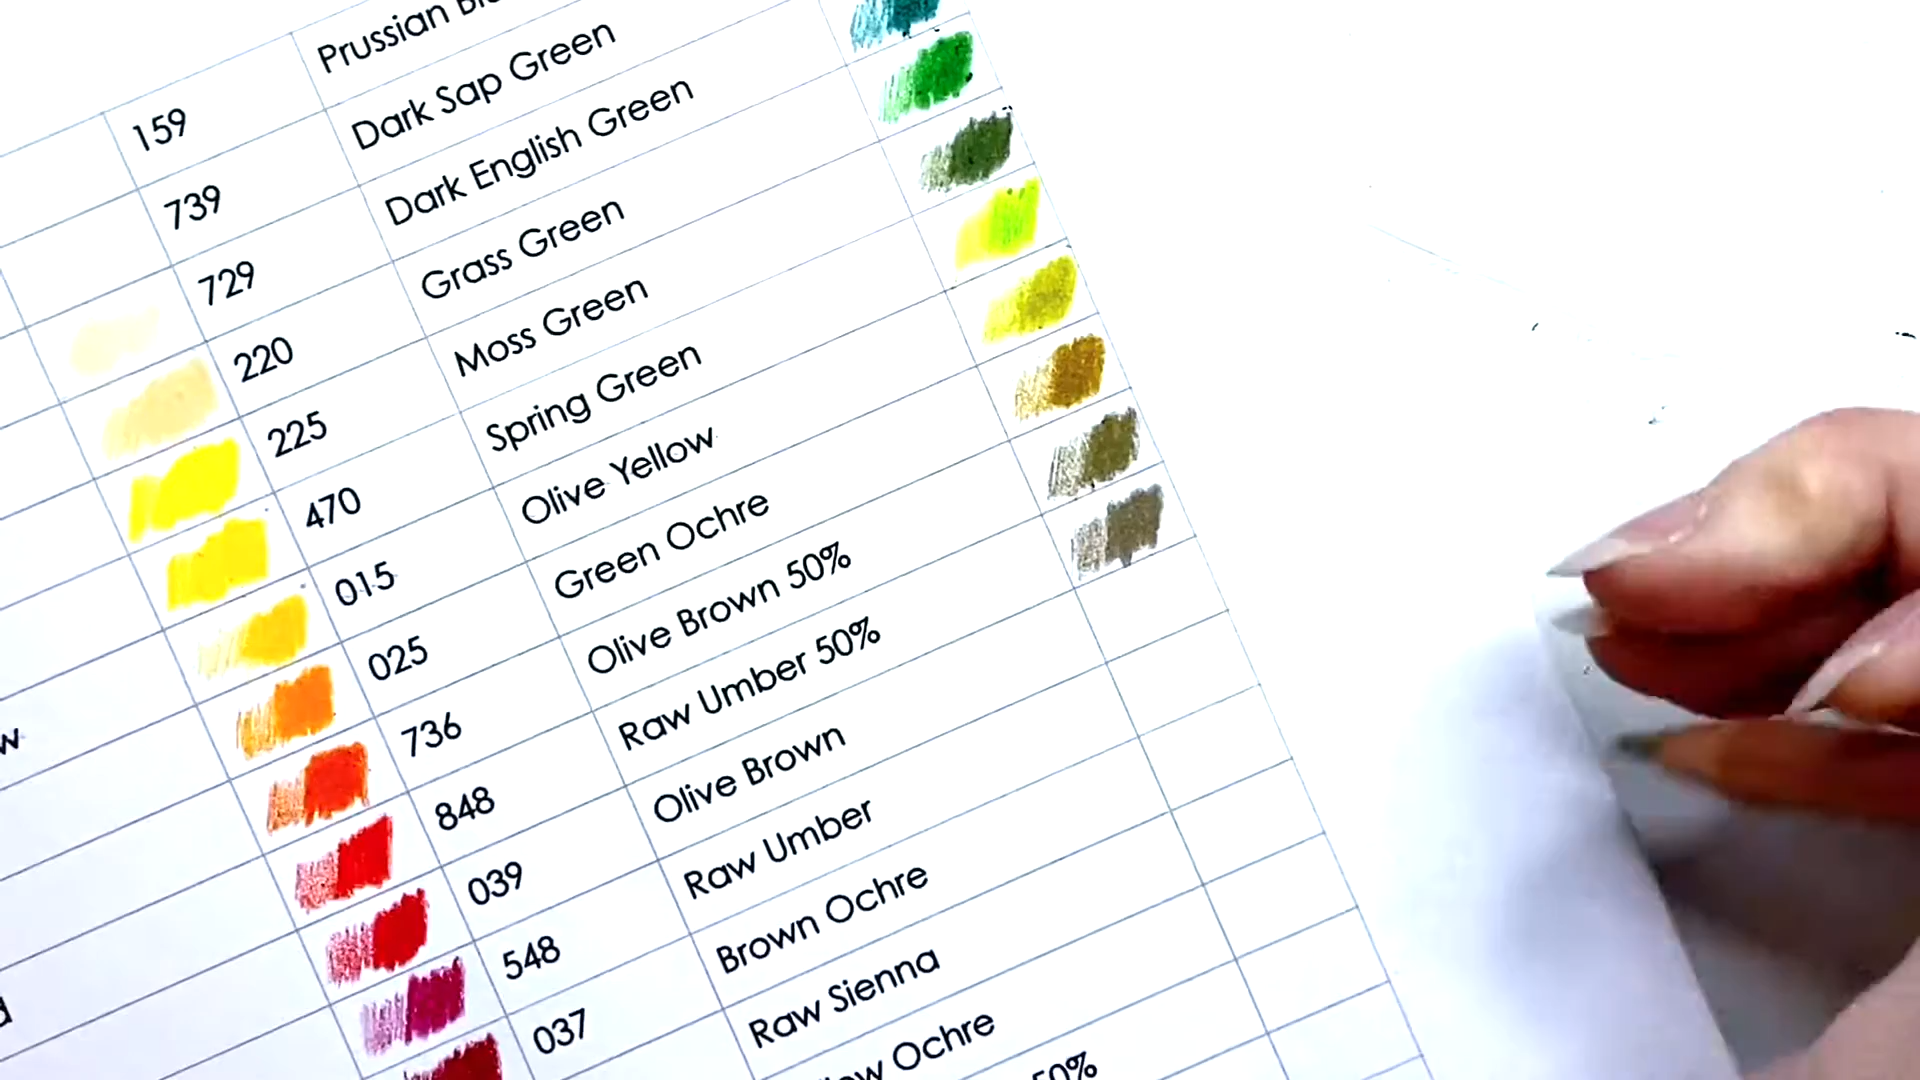 159 Prussian
739 Dark Sap Green
729 Dark English Green
220 Grass Green
225 Moss Green
470 Spring Green
015 Olive Yellow
025 Green Ochre
736 Olive Brown 50%
848 Raw Umber 50%
039 Olive Brown
548 Raw Umber
037 Brown Ochre
Raw Sienna
Ochre
50%